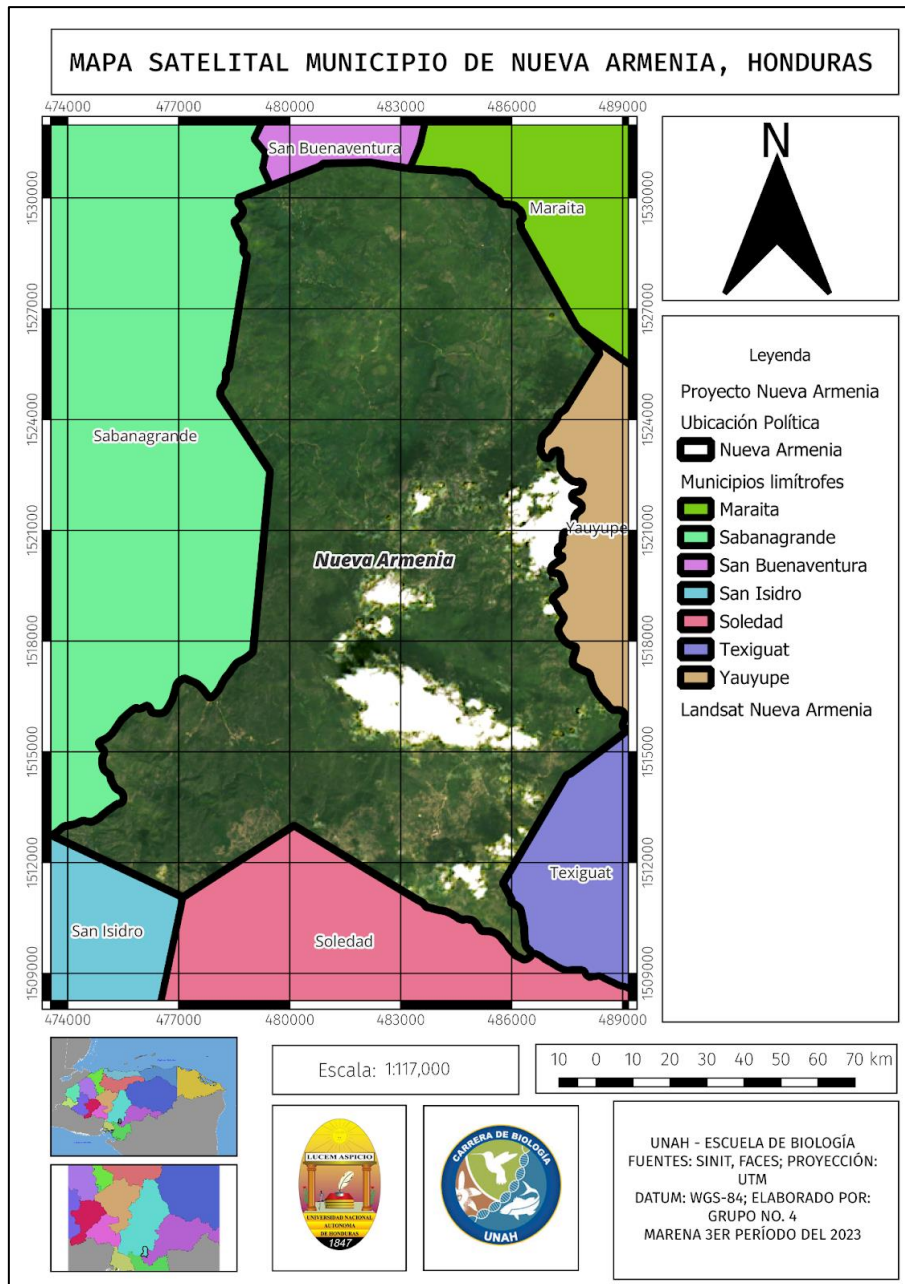 MAPA SATELITAL MUNICIPIO DE NUEVA ARMENIA, HONDURAS
474000 477000 480000 483000 486000 489000
San Buenaventura
Maraita
Sabanagrande
Yauyupe
Nueva Armenia
Texiguat
San Isidro
Soledad
1530000
1527000
1524000
1521000
1518000
1515000
1512000
1509000
1530000
1527000
1524000
1521000
1518000
1515000
1512000
1509000
474000 477000 480000 483000 486000 489000
N
Leyenda
Proyecto Nueva Armenia
Ubicación Política
Nueva Armenia
Municipios limítrofes
Maraita
Sabanagrande
San Buenaventura
San Isidro
Soledad
Texiguat
Yauyupe
Landsat Nueva Armenia
Escala: 1:117,000
10 0 10 20 30 40 50 60 70 km
LUCEM ASPICIO
UNIVERSIDAD NACIONAL
AUTONOMA
DE HONDURAS
1847
CARRERA DE BIOLOGÍA
UNAH
UNAH - ESCUELA DE BIOLOGÍA
FUENTES: SINIT, FACES; PROYECCIÓN:
UTM
DATUM: WGS-84; ELABORADO POR:
GRUPO NO. 4
MARENA 3ER PERÍODO DEL 2023